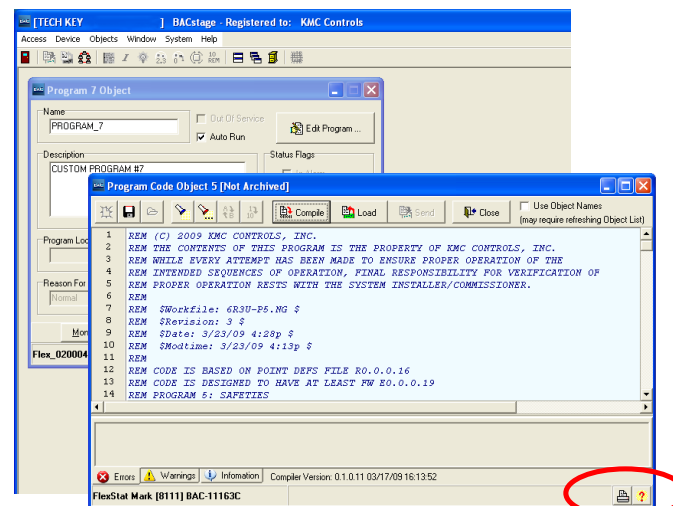 [TECH KEY ] BACstage - Registered to: KMC Controls
Access Device Objects Window System Help
Program 7 Object
Name
PROGRAM_7
Out Of Service
Auto Run
Edit Program ...
Description
CUSTOM PROGRAM #7
Status Flags
Program Loc
Reason For
Normal
Mon
Flex_020004
Program Code Object 5 [Not Archived]
Compile
Load
Send
Close
Use Object Names
(may require refreshing Object List)
1 REM (C) 2009 KMC CONTROLS, INC.
2 REM THE CONTENTS OF THIS PROGRAM IS THE PROPERTY OF KMC CONTROLS, INC.
3 REM WHILE EVERY ATTEMPT HAS BEEN MADE TO ENSURE PROPER OPERATION OF THE
4 REM INTENDED SEQUENCES OF OPERATION, FINAL RESPONSIBILITY FOR VERIFICATION OF
5 REM PROPER OPERATION RESTS WITH THE SYSTEM INSTALLER/COMMISSIONER.
6 REM
7 REM $Workfile: 6R3U-P5.NG $
8 REM $Revision: 3 $
9 REM $Date: 3/23/09 4:28p $
10 REM $Modtime: 3/23/09 4:13p $
11 REM
12 REM CODE IS BASED ON POINT DEFS FILE R0.0.0.16
13 REM CODE IS DESIGNED TO HAVE AT LEAST FW E0.0.0.19
14 REM PROGRAM 5: SAFETIES
Errors Warnings Infomation Compiler Version: 0.1.0.11 03/17/09 16:13:52
FlexStat Mark [8111] BAC-11163C